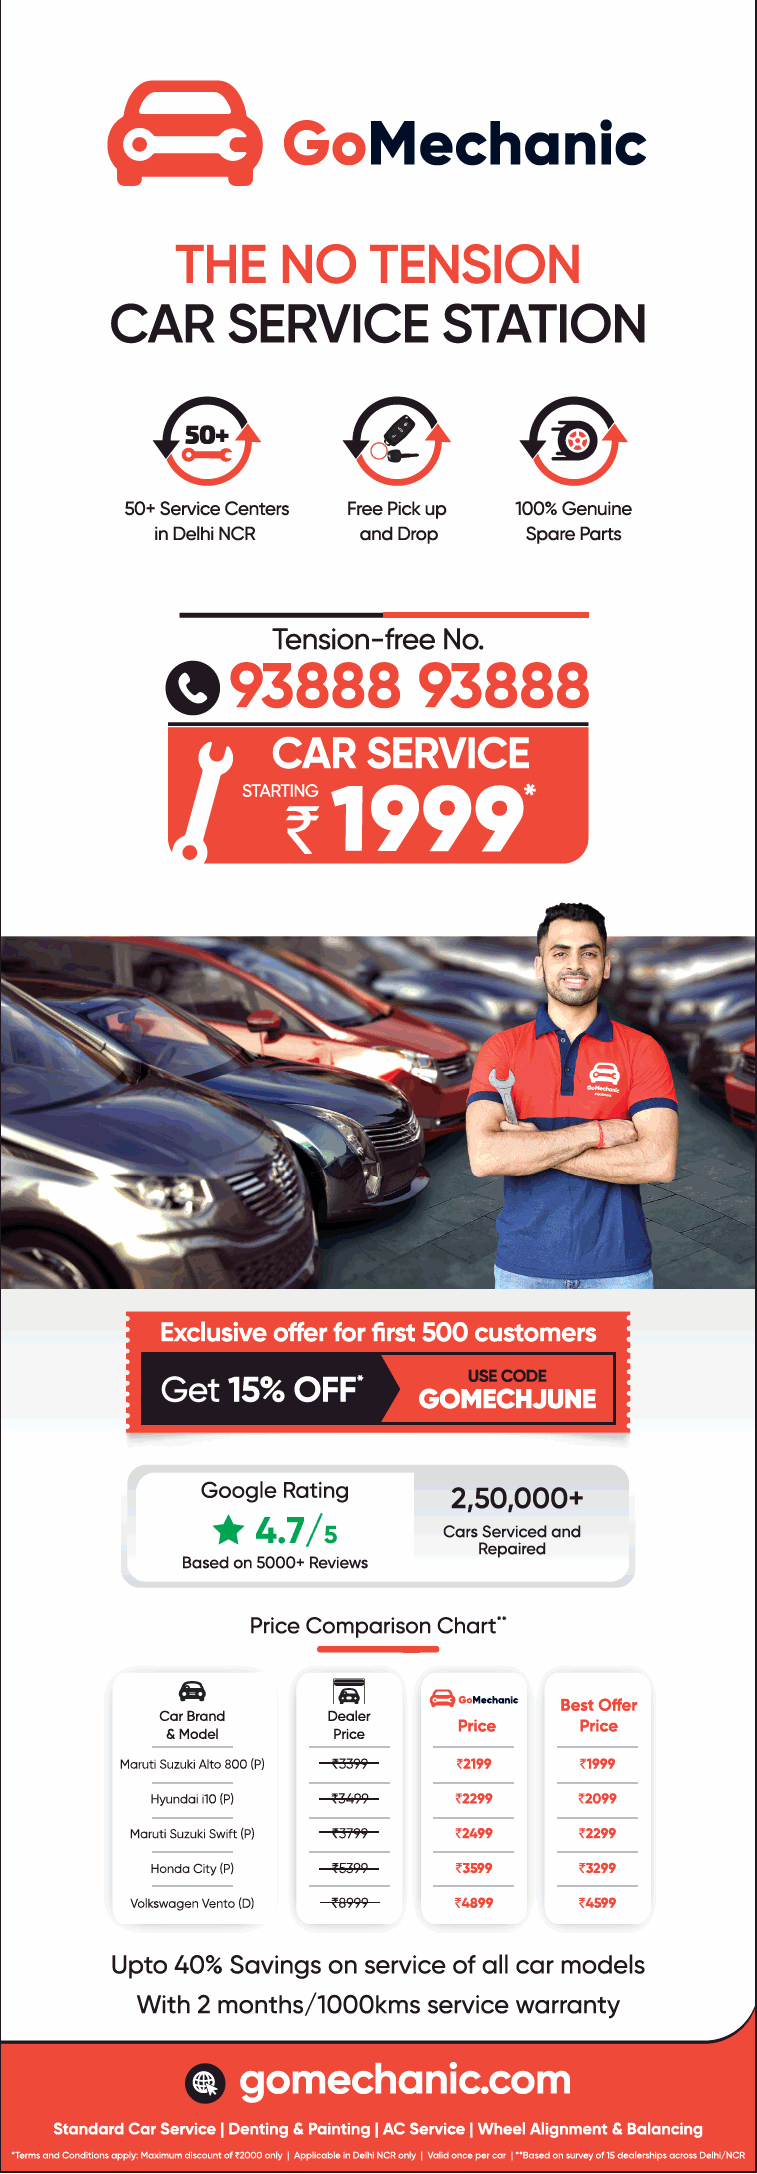 GoMechanic
THE NO TENSION
CAR SERVICE STATION
50+
50+ Service Centers
in Delhi NCR
Free Pick up
and Drop
100% Genuine
Spare Parts
Tension-free No.
93888 93888
CAR SERVICE
STARTING
₹1999*
GoMechanic
Exclusive offer for first 500 customers
Get 15% OFF*
USE CODE
GOMECHJUNE
Google Rating
4.7/5
Based on 5000+ Reviews
2,50,000+
Cars Serviced and
Repaired
Price Comparison Chart**
Car Brand
& Model
Dealer
Price
GoMechanic
Price
Best Offer
Price
Maruti Suzuki Alto 800 (P) ₹3399 ₹2199 ₹1999
Hyundai i10 (P) ₹3499 ₹2299 ₹2099
Maruti Suzuki Swift (P) ₹3799 ₹2499 ₹2299
Honda City (P) ₹5399 ₹3599 ₹3299
Volkswagen Vento (D) ₹8999 ₹4899 ₹4599
Upto 40% Savings on service of all car models
With 2 months/1000kms service warranty
gomechanic.com
Standard Car Service | Denting & Painting | AC Service | Wheel Alignment & Balancing
*Terms and Conditions apply: Maximum discount of ₹2000 only | Applicable in Delhi NCR only | Valid once per car | **Based on survey of 15 dealerships across Delhi/NCR